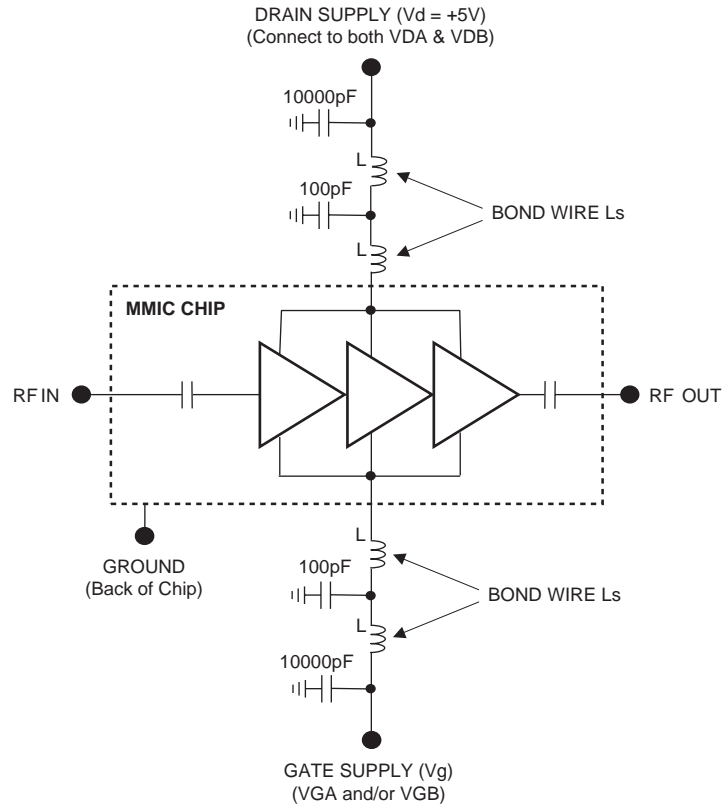 DRAIN SUPPLY (Vd = +5V)
(Connect to both VDA & VDB)
10000pF
L
100pF
BOND WIRE Ls
L
MMIC CHIP
RF IN
RF OUT
GROUND
(Back of Chip)
L
100pF
BOND WIRE Ls
L
10000pF
GATE SUPPLY (Vg)
(VGA and/or VGB)